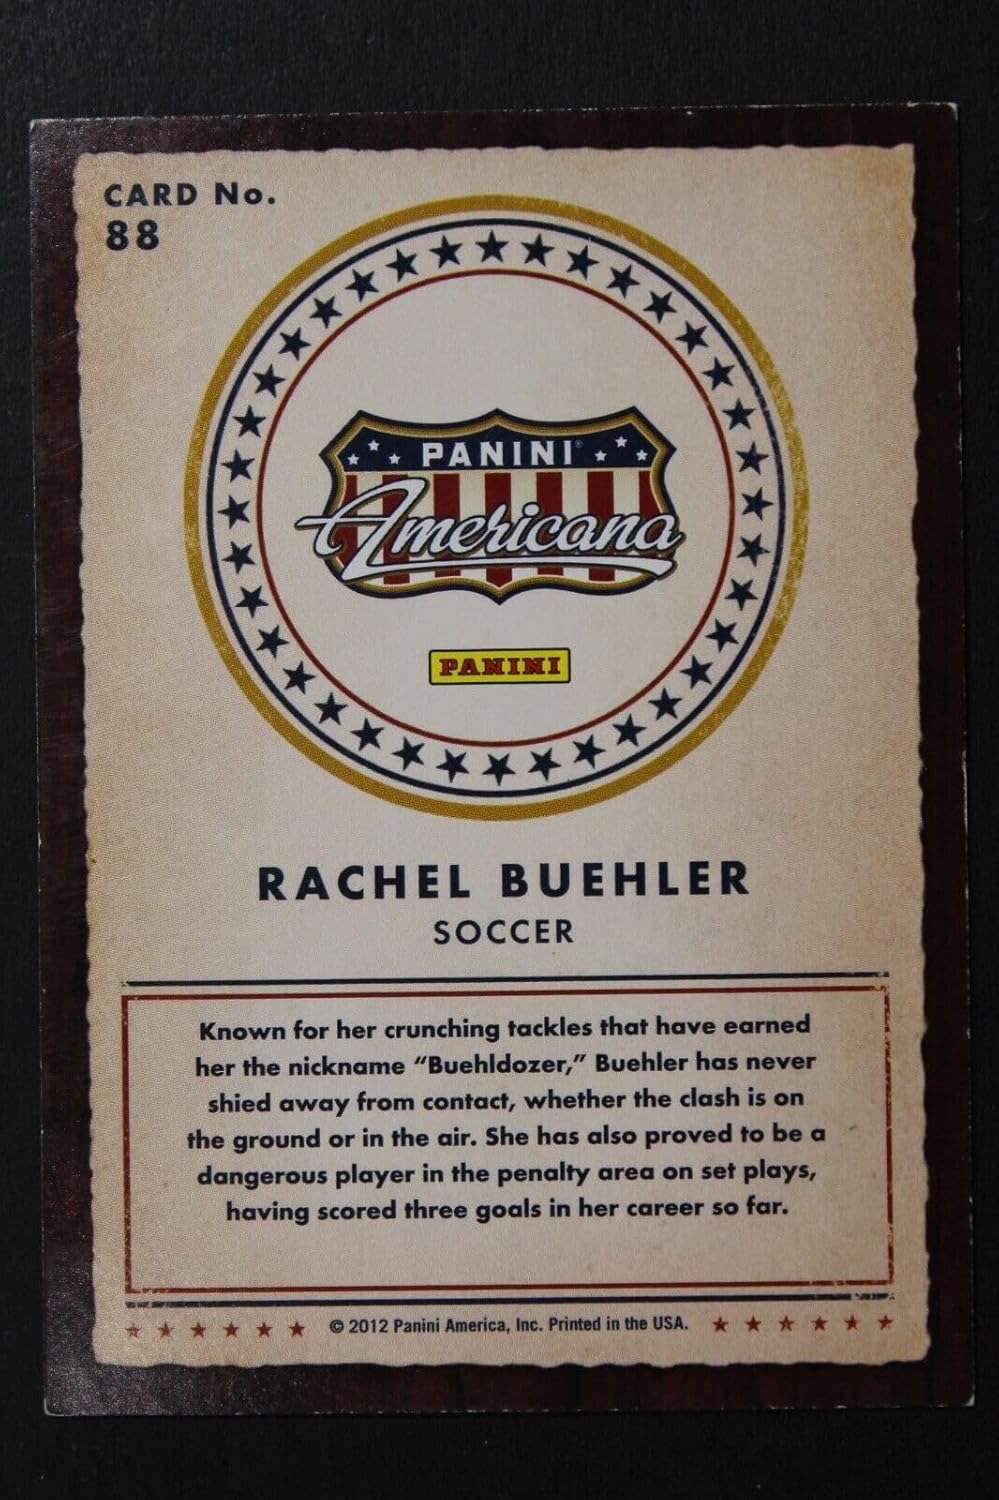 CARD No.
88
PANINI®
Americana
PANINI
RACHEL BUEHLER
SOCCER
Known for her crunching tackles that have earned
her the nickname “Buehldozer,” Buehler has never
shied away from contact, whether the clash is on
the ground or in the air. She has also proved to be a
dangerous player in the penalty area on set plays,
having scored three goals in her career so far.
© 2012 Panini America, Inc. Printed in the USA.